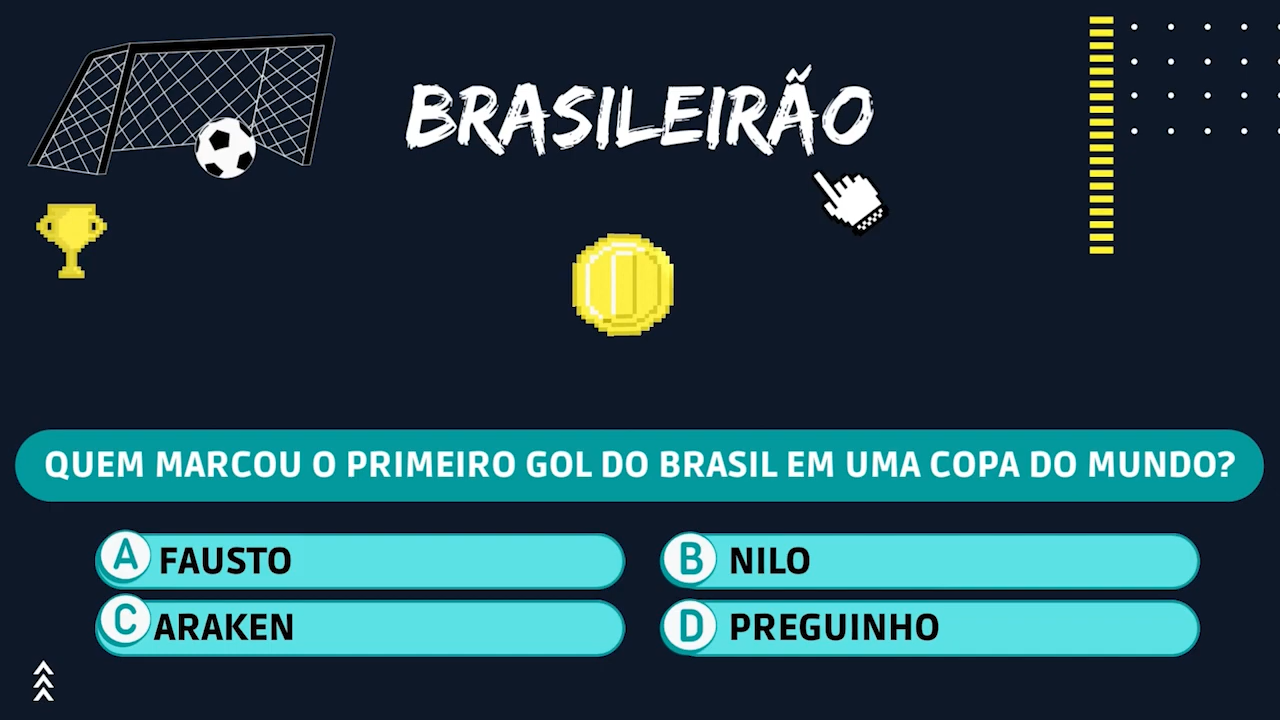 BRASILEIRÃO
QUEM MARCOU O PRIMEIRO GOL DO BRASIL EM UMA COPA DO MUNDO?
A FAUSTO
B NILO
C ARAKEN
D PREGUINHO